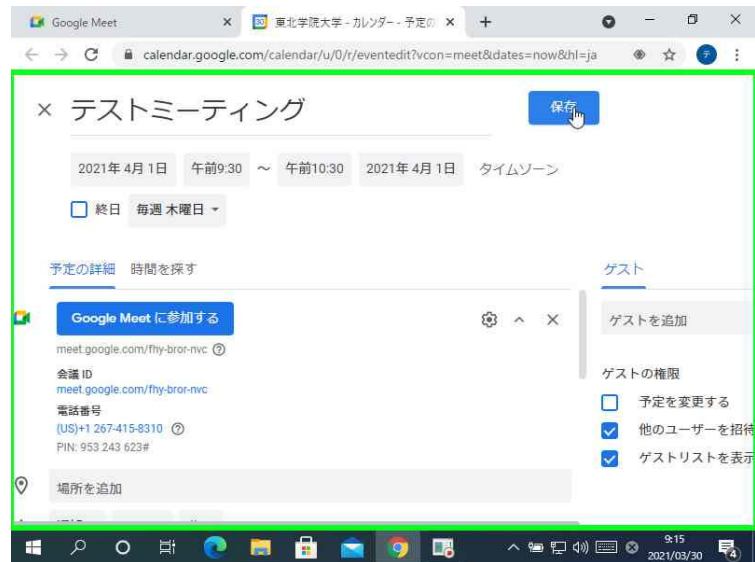 Google Meet
東北学院大学 - カレンダー - 予定の
calendar.google.com/calendar/u/0/r/eventedit?vcon=meet&dates=now&hl=ja
テ
テストミーティング
保存
2021年 4月 1日 午前9:30 ～ 午前10:30 2021年 4月 1日 タイムゾーン
終日 毎週 木曜日
予定の詳細 時間を探す
ゲスト
Google Meet に参加する
ゲストを追加
meet.google.com/fhy-bror-nvc
会議 ID
meet.google.com/fhy-bror-nvc
ゲストの権限
電話番号
予定を変更する
(US)+1 267-415-8310
他のユーザーを招待
PIN: 953 243 623#
ゲストリストを表示
場所を追加
9:15
2021/03/30
4